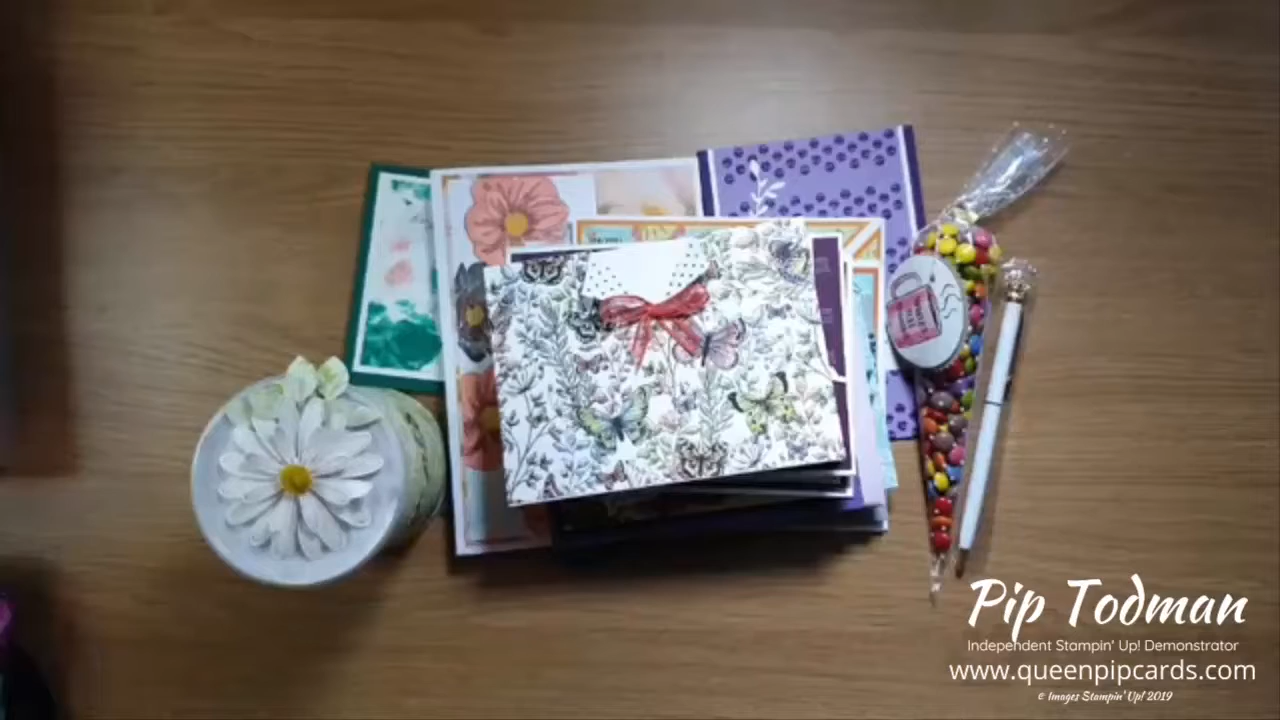 Pip Todman
Independent Stampin' Up! Demonstrator
www.queenpipcards.com
© Images Stampin' Up! 2019